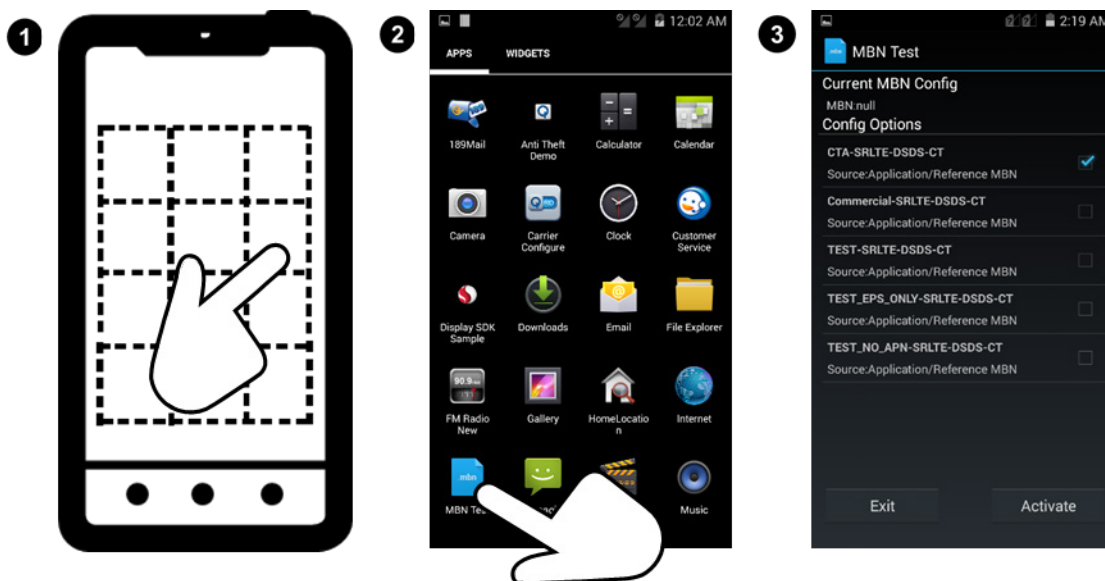 1
2
12:02 AM
APPS WIDGETS
189Mail
Anti Theft
Demo
Calculator
Calendar
Camera
Carrier
Configure
Clock
Customer
Service
Display SDK
Sample
Downloads
Email
File Explorer
90.9
FM Radio
New
Gallery
HomeLocatio
n
Internet
.mbn
MBN Te
Music
3
2:19 AM
MBN Test
Current MBN Config
MBN:null
Config Options
CTA-SRLTE-DSDS-CT
Source:Application/Reference MBN
Commercial-SRLTE-DSDS-CT
Source:Application/Reference MBN
TEST-SRLTE-DSDS-CT
Source:Application/Reference MBN
TEST_EPS_ONLY-SRLTE-DSDS-CT
Source:Application/Reference MBN
TEST_NO_APN-SRLTE-DSDS-CT
Source:Application/Reference MBN
Exit Activate